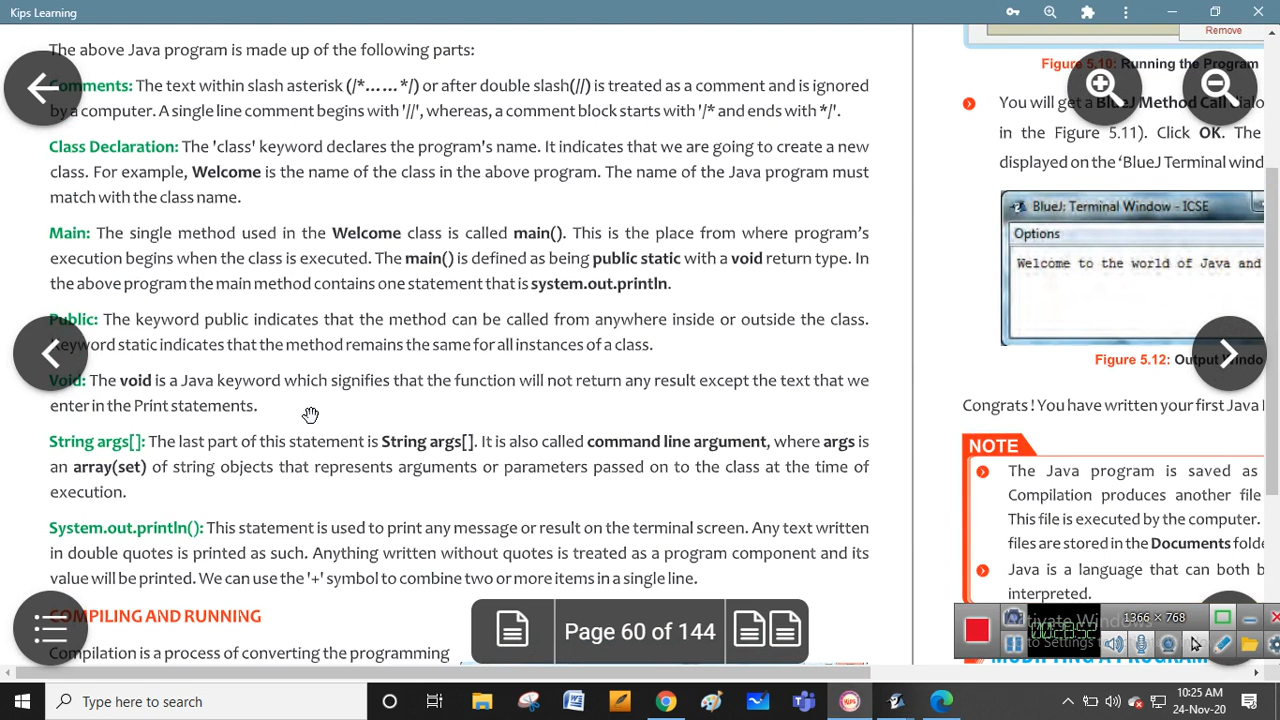 Kips Learning
The above Java program is made up of the following parts:
Comments: The text within slash asterisk (/*......*/) or after double slash(//) is treated as a comment and is ignored
by a computer. A single line comment begins with '//', whereas, a comment block starts with '/* and ends with */'.
Class Declaration: The 'class' keyword declares the program's name. It indicates that we are going to create a new
class. For example, Welcome is the name of the class in the above program. The name of the Java program must
match with the class name.
Main: The single method used in the Welcome class is called main(). This is the place from where program's
execution begins when the class is executed. The main() is defined as being public static with a void return type. In
the above program the main method contains one statement that is system.out.println.
Public: The keyword public indicates that the method can be called from anywhere inside or outside the class.
Keyword static indicates that the method remains the same for all instances of a class.
Void: The void is a Java keyword which signifies that the function will not return any result except the text that we
enter in the Print statements.
String args[]: The last part of this statement is String args[]. It is also called command line argument, where args is
an array(set) of string objects that represents arguments or parameters passed on to the class at the time of
execution.
System.out.println(): This statement is used to print any message or result on the terminal screen. Any text written
in double quotes is printed as such. Anything written without quotes is treated as a program component and its
value will be printed. We can use the '+' symbol to combine two or more items in a single line.
COMPILING AND RUNNING
Compilation is a process of converting the programming
Remove
Figure 5.10: Running the Program
You will get a BlueJ Method Call dialo
in the Figure 5.11). Click OK. The
displayed on the 'BlueJ Terminal wind
BlueJ: Terminal Window - ICSE
Options
Welcome to the world of Java and
Figure 5.12: Output Windo
Congrats! You have written your first Java
NOTE
The Java program is saved as
Compilation produces another file
This file is executed by the computer.
files are stored in the Documents folde
Java is a language that can both b
interpreted.
1366 × 768
MODIFYING A PROGRAM
Page 60 of 144
Type here to search
10:25 AM
24-Nov-20